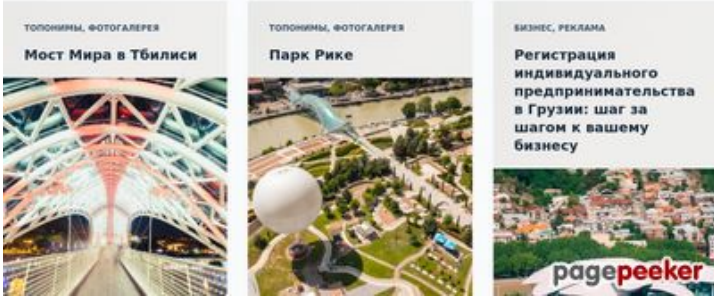 ТОПОНИМЫ, ФОТОГАЛЕРЕЯ
Мост Мира в Тбилиси
ТОПОНИМЫ, ФОТОГАЛЕРЕЯ
Парк Рике
БИЗНЕС, РЕКЛАМА
Регистрация
индивидуального
предпринимательства
в Грузии: шаг за
шагом к вашему
бизнесу
pagepeeker